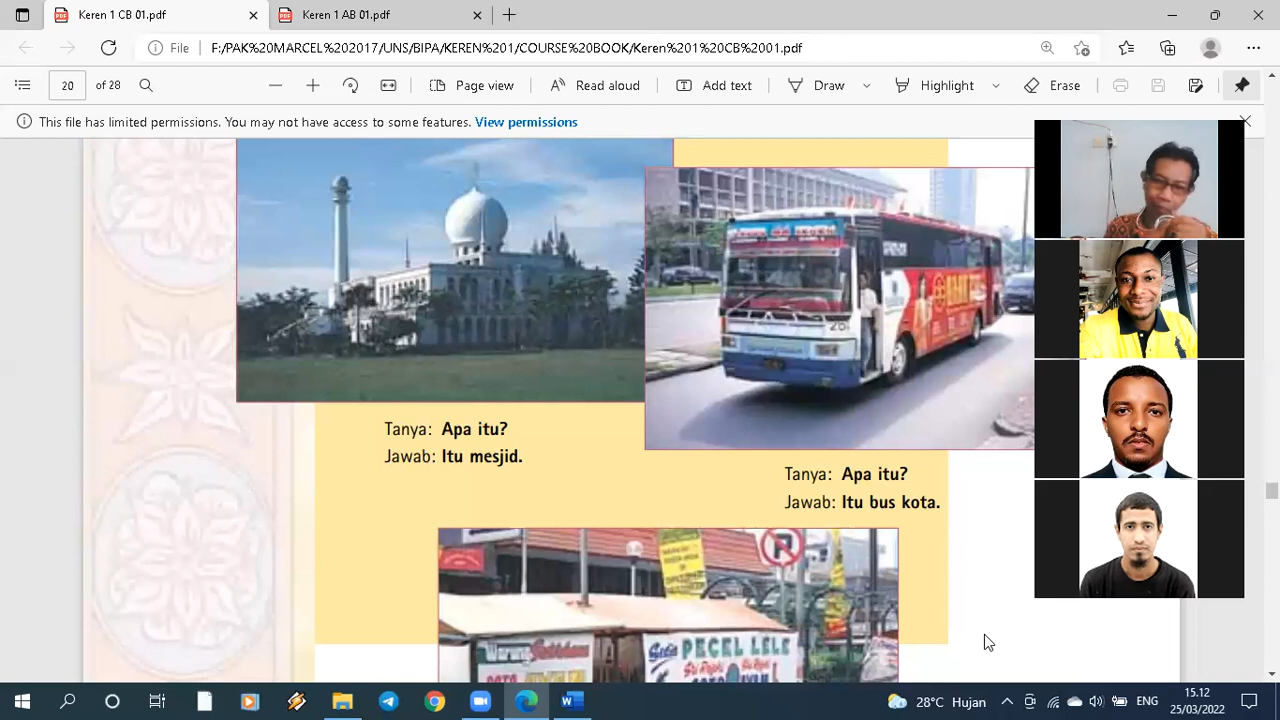 Keren 1 CB 01.pdf
Keren 1 AB 01.pdf
File
F:/PAK%20MARCEL%202017/UNS/BIPA/KEREN%201/COURSE%20BOOK/Keren%201%20CB%2001.pdf
20 of 28
Page view
Read aloud
Add text
Draw
Highlight
Erase
This file has limited permissions. You may not have access to some features. View permissions
Tanya: Apa itu?
Jawab: Itu mesjid.
Tanya: Apa itu?
Jawab: Itu bus kota.
PECEL LELE
28°C Hujan
ENG
15.12
25/03/2022